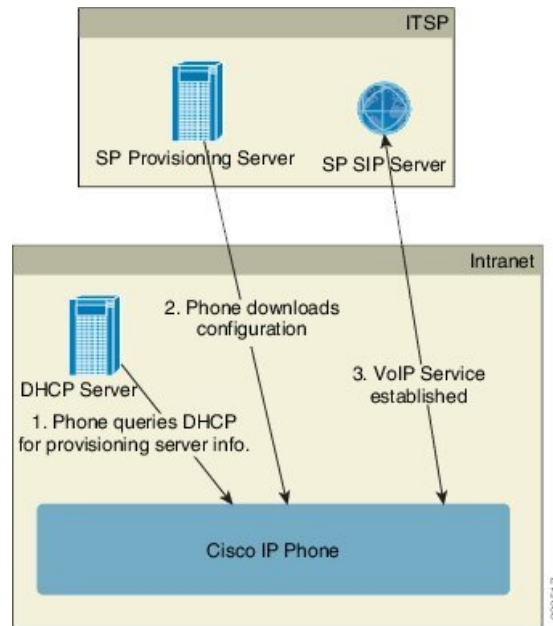 ITSP
SP Provisioning Server
SP SIP Server
Intranet
2. Phone downloads
configuration
DHCP Server
3. VoIP Service
established
1. Phone queries DHCP
for provisioning server info.
Cisco IP Phone